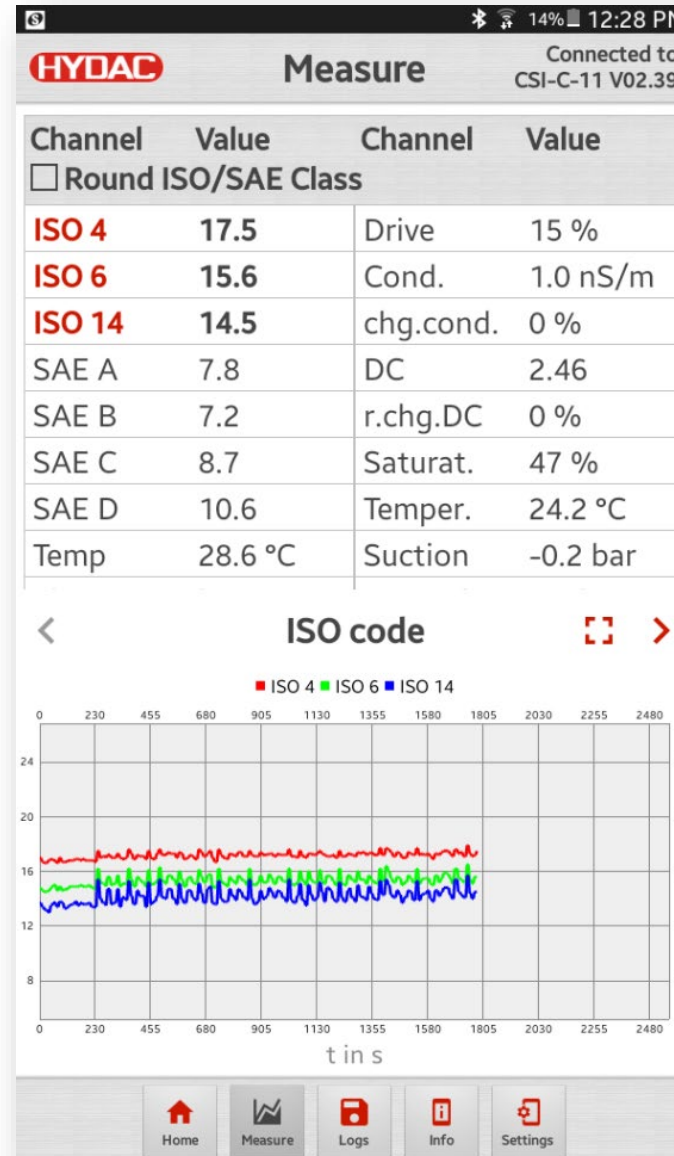 14% 12:28 PM
HYDAC
Measure
Connected to
CSI-C-11 V02.39
Channel Value Channel Value
Round ISO/SAE Class
ISO 4 17.5 Drive 15 %
ISO 6 15.6 Cond. 1.0 nS/m
ISO 14 14.5 chg.cond. 0 %
SAE A 7.8 DC 2.46
SAE B 7.2 r.chg.DC 0 %
SAE C 8.7 Saturat. 47 %
SAE D 10.6 Temper. 24.2 °C
Temp 28.6 °C Suction -0.2 bar
ISO code
ISO 4 ISO 6 ISO 14
0 230 455 680 905 1130 1355 1580 1805 2030 2255 2480
24
20
16
12
8
0 230 455 680 905 1130 1355 1580 1805 2030 2255 2480
t in s
Home Measure Logs Info Settings